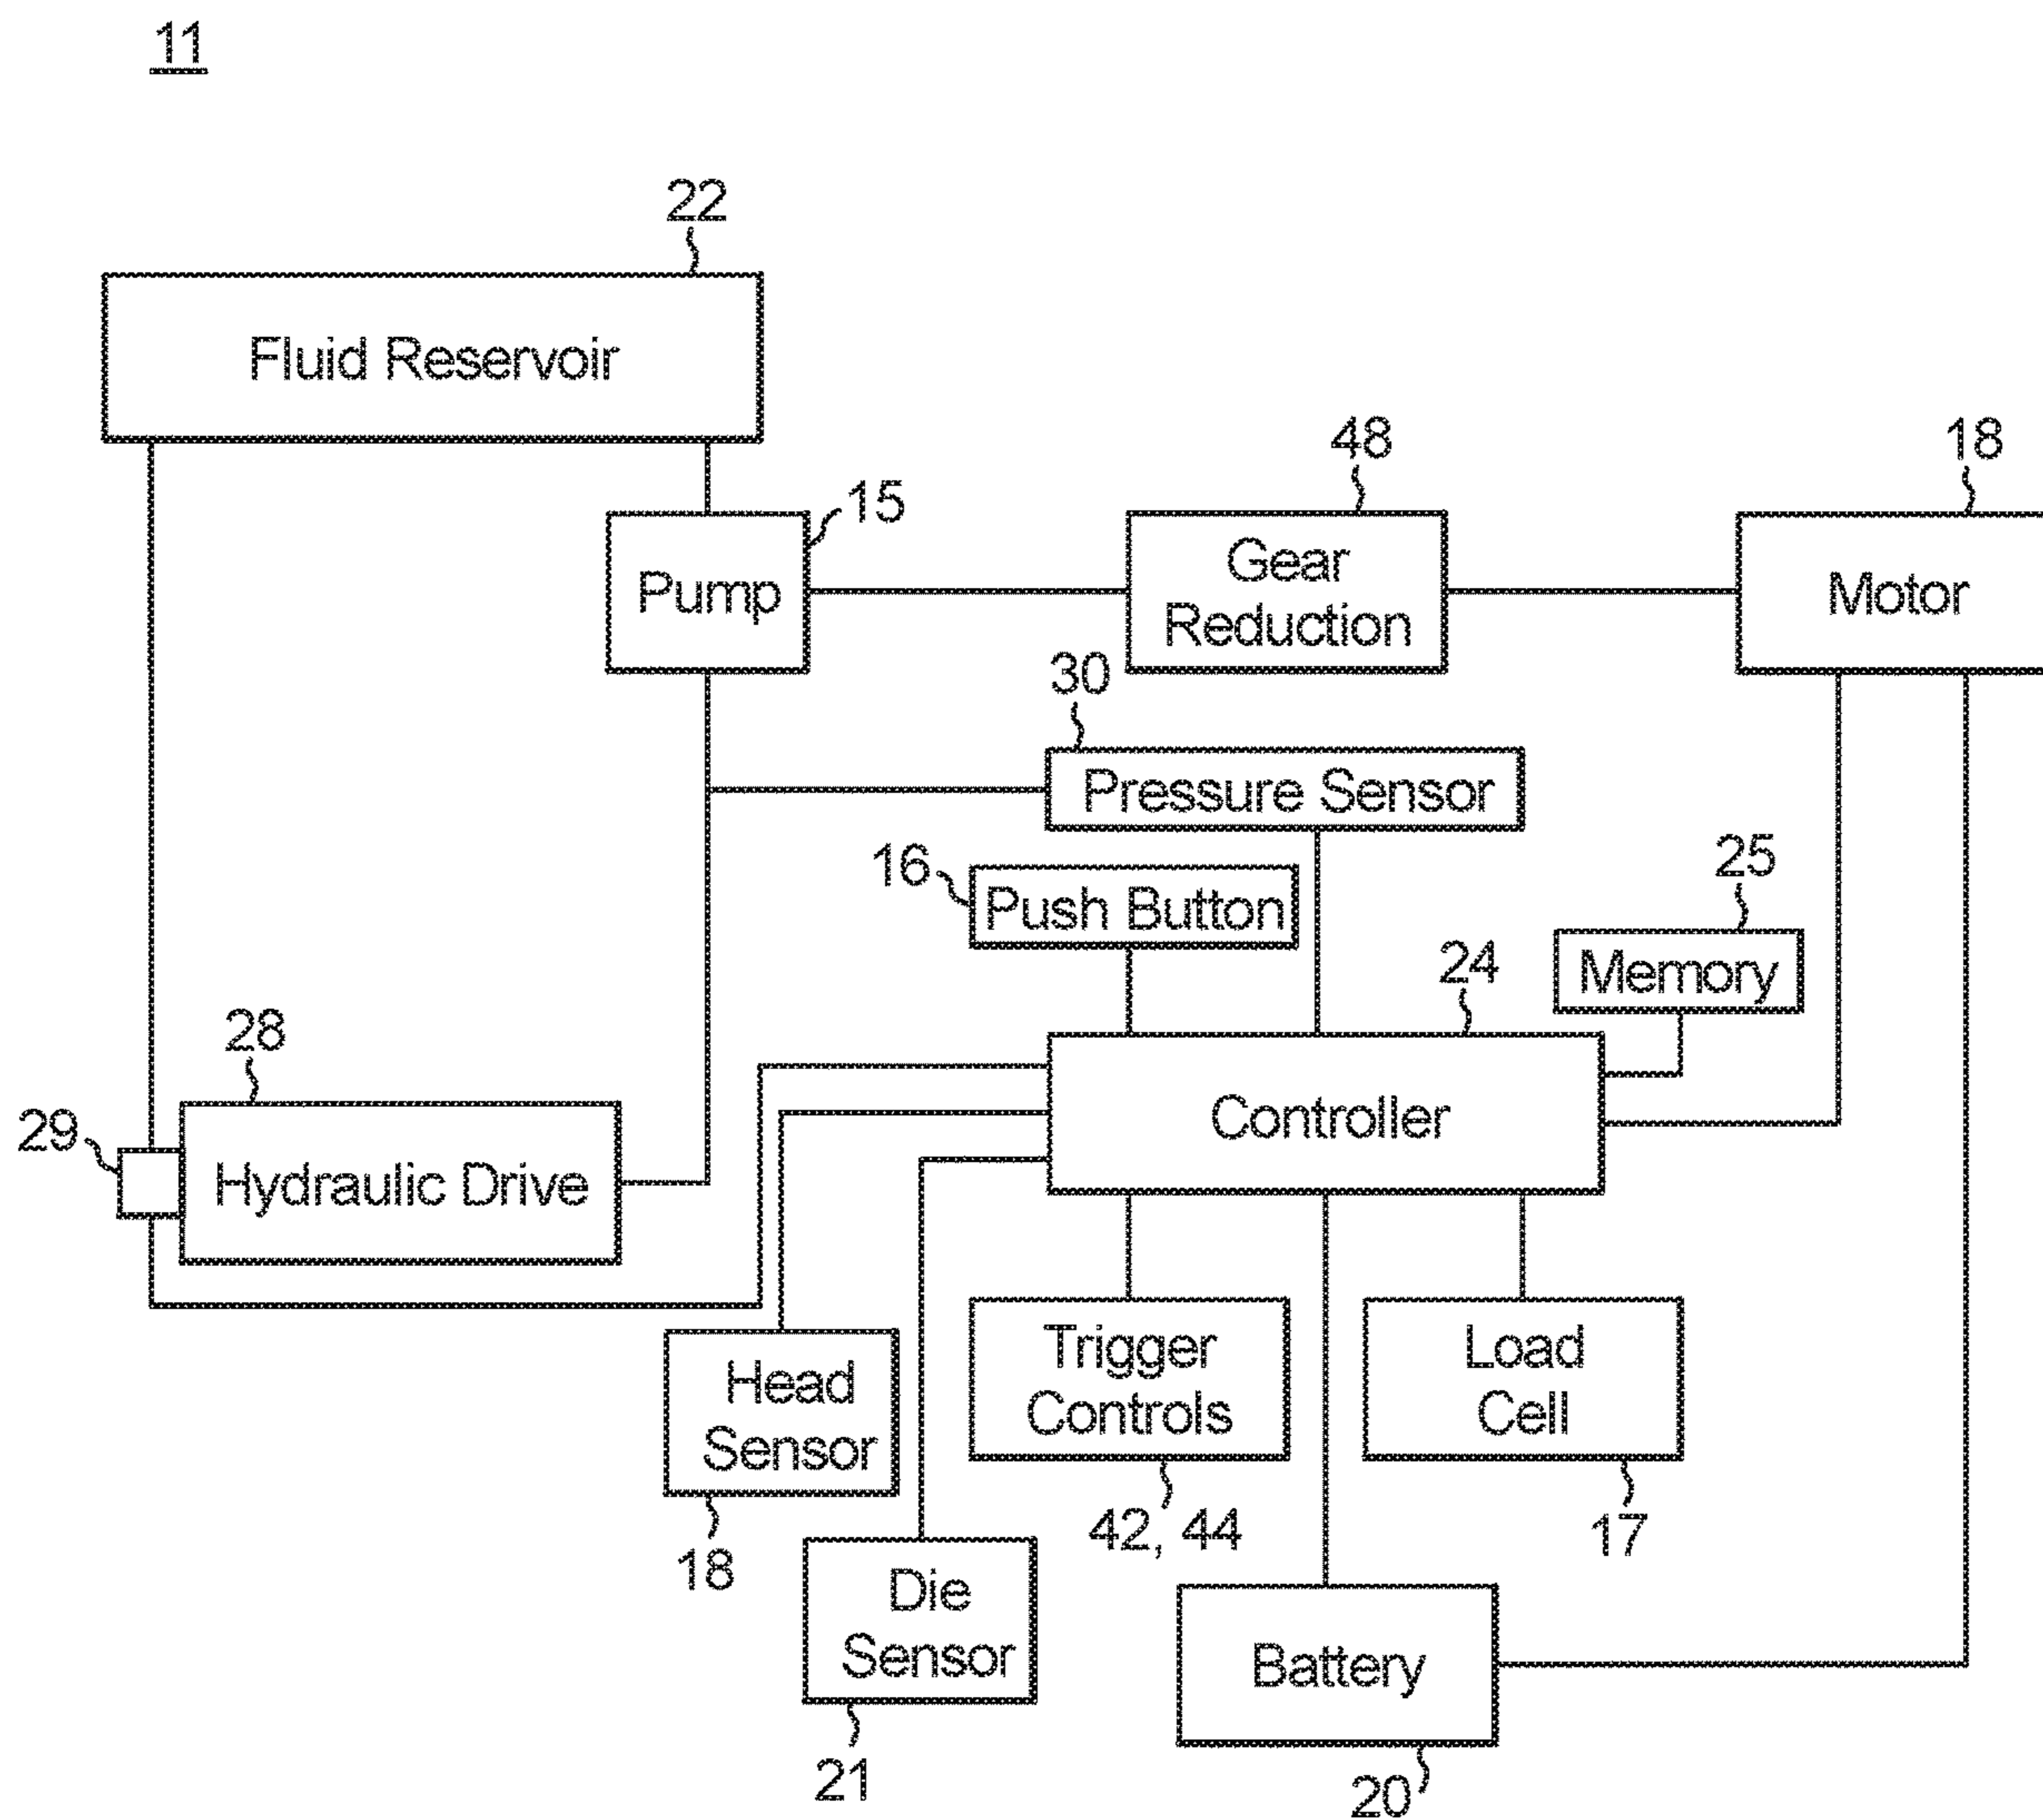 11
22
Fluid Reservoir
15
Pump
48
Gear
Reduction
18
Motor
30
Pressure Sensor
16
Push Button
25
Memory
24
Controller
28
29
Hydraulic Drive
Head
Sensor
18
Trigger
Controls
42, 44
Load
Cell
17
Die
Sensor
21
Battery
20